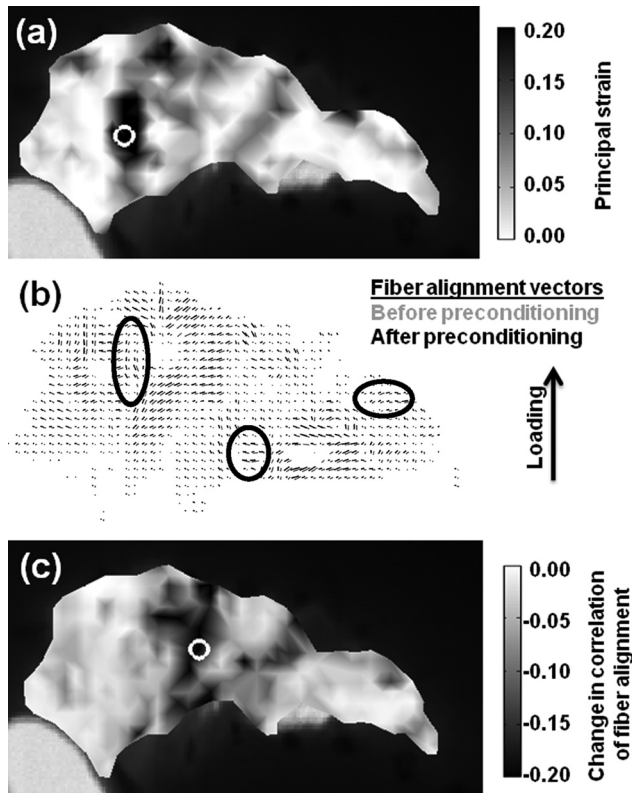 (a)
0.20
0.15
0.10
0.05
0.00
Principal strain
(b)
Fiber alignment vectors
Before preconditioning
After preconditioning
Loading
(c)
0.00
-0.05
-0.10
-0.15
-0.20
Change in correlation
of fiber alignment